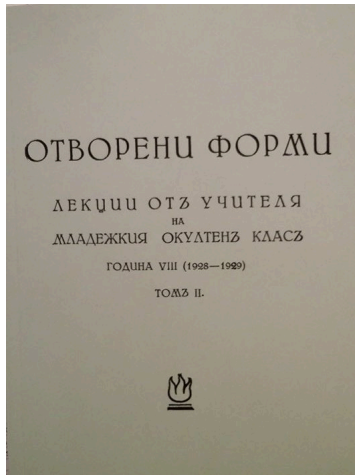 ОТВОРЕНИ ФОРМИ
ЛЕКЦИИ ОТЪ УЧИТЕЛЯ
НА
МЛАДЕЖКИЯ ОКУЛТЕНЪ КЛАСЪ
ГОДИНА VIII (1928—1929)
ТОМЪ II.